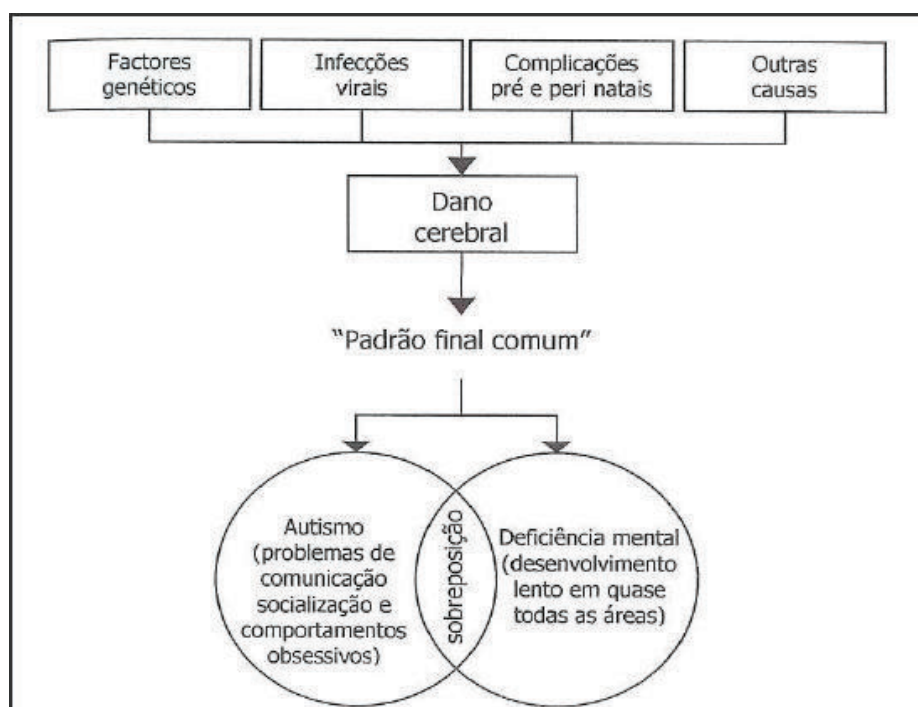 Factores
genéticos
Infecções
virais
Complicações
pré e peri natais
Outras
causas
Dano
cerebral
“Padrão final comum”
Autismo
(problemas de
comunicação
socialização e
comportamentos
obsessivos)
sobreposição
Deficiência mental
(desenvolvimento
lento em quase
todas as áreas)